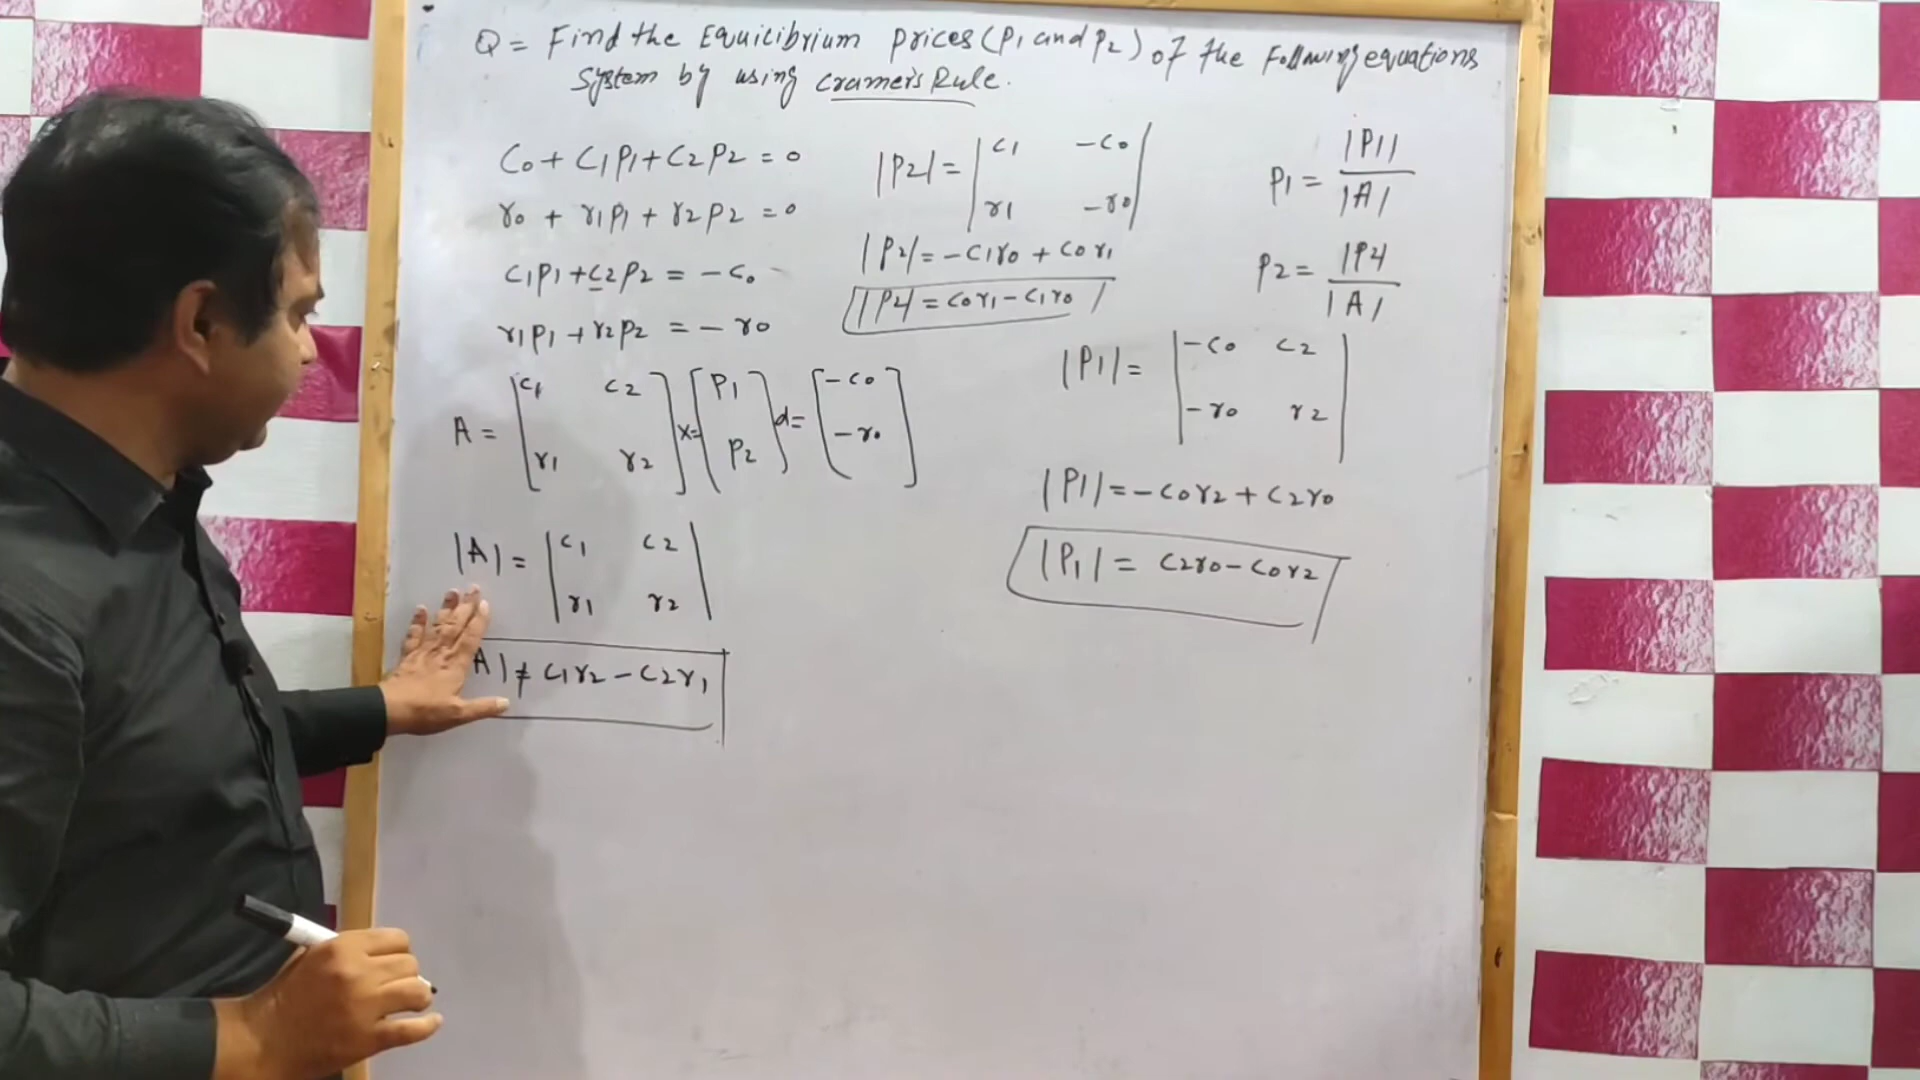 Q = Find the Equilibrium prices (P1 and P2) of the following equations
System by using cramer's Rule.
C0 + C1P1 + C2P2 = 0
γ0 + γ1P1 + γ2P2 = 0
C1P1 + C2P2 = -C0
γ1P1 + γ2P2 = -γ0
A = [C1 C2 X= [P1 d= [-C0
γ1 γ2] P2] -γ0]
|A| = |C1 C2
γ1 γ2|
A| ≠ C1γ2 - C2γ1
|P2| = |C1 -C0
γ1 -γ0|
|P2| = -C1γ0 + C0γ1
|P2| = C0γ1 - C1γ0
P1 = |P1|
|A|
P2 = |P2|
|A|
|P1| = |-C0 C2
-γ0 γ2|
|P1| = -C0γ2 + C2γ0
|P1| = C2γ0 - C0γ2